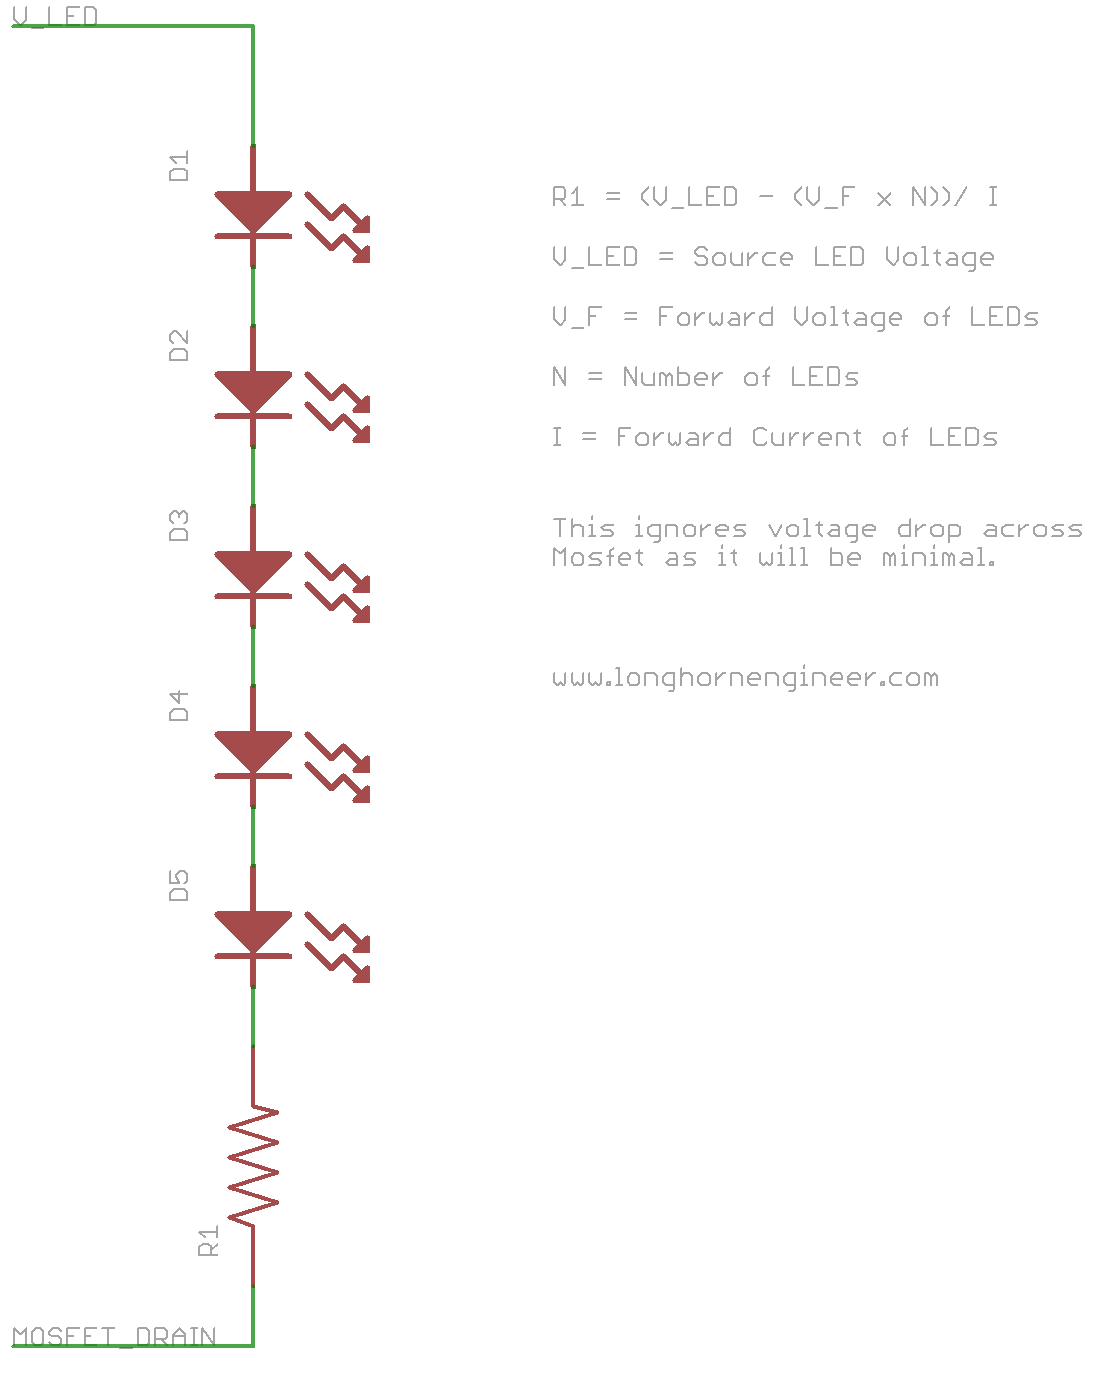 V_LED
D1
R1 = (V_LED - (V_F x N))/ I
V_LED = Source LED Voltage
V_F = Forward Voltage of LEDs
D2
N = Number of LEDs
I = Forward Current of LEDs
D3
This ignores voltage drop across
Mosfet as it will be minimal.
www.longhornengineer.com
D4
D5
R1
MOSFET_DRAIN